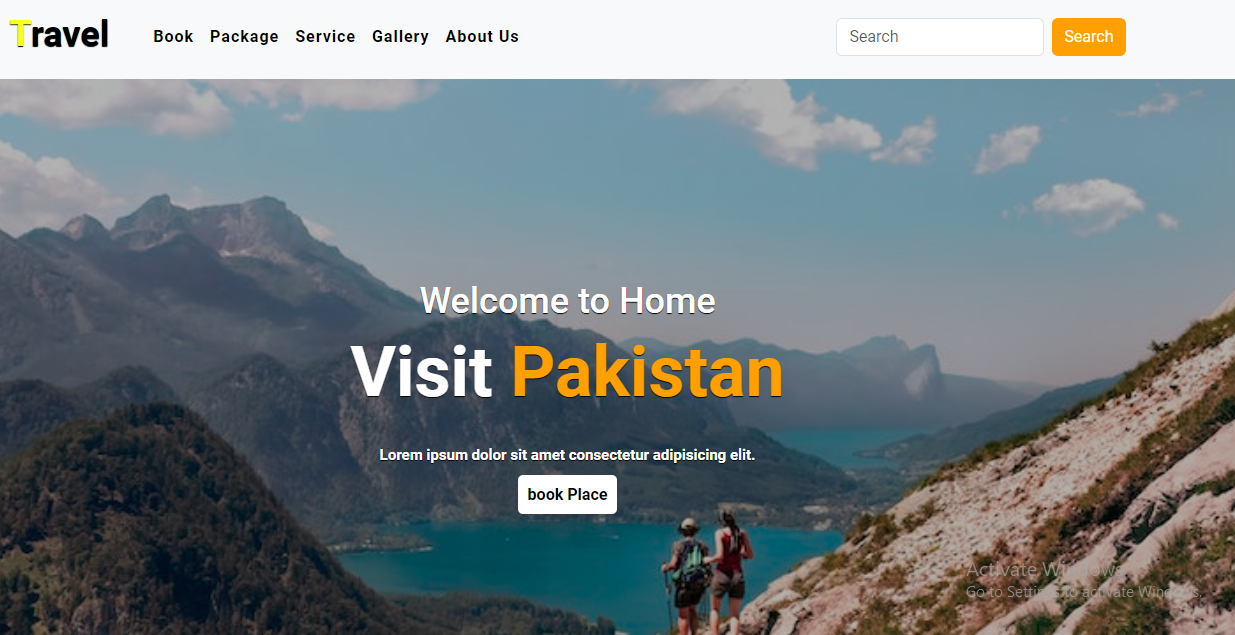 Travel Book Package Service Gallery About Us Search Search
Welcome to Home
Visit Pakistan
Lorem ipsum dolor sit amet consectetur adipisicing elit.
book Place
Activate Windows
Go to Settings to activate Windows.